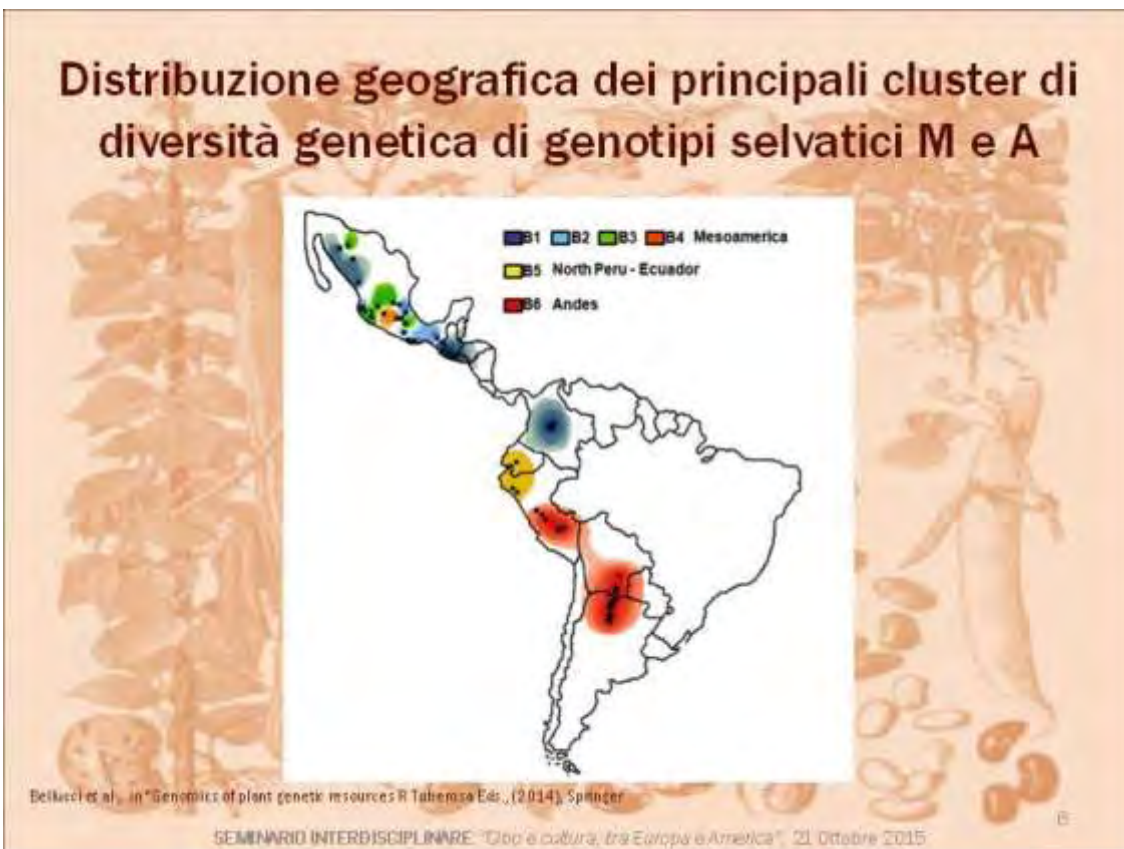 Distribuzione geografica dei principali cluster di
diversità genetica di genotipi selvatici M e A
B1 B2 B3 B4 Mesoamerica
B5 North Peru - Ecuador
B6 Andes
Bellucci et al., in "Genomics of plant genetic resources R Tuberosa Eds., (2014), Springer
6
SEMINARIO INTERDISCIPLINARE "Cibo e cultura, tra Europa e America", 21 Ottobre 2015